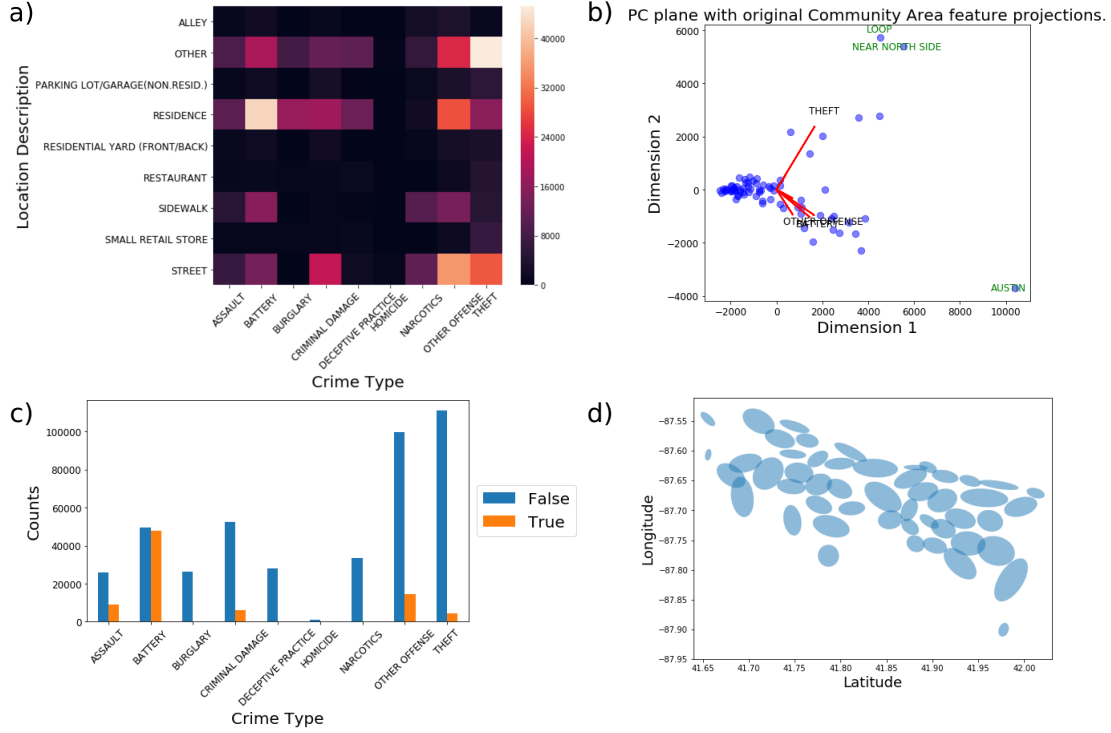 a)
Location Description
ALLEY
OTHER
PARKING LOT/GARAGE(NON.RESID.)
RESIDENCE
RESIDENTIAL YARD (FRONT/BACK)
RESTAURANT
SIDEWALK
SMALL RETAIL STORE
STREET
ASSAULT
BATTERY
BURGLARY
CRIMINAL DAMAGE
DECEPTIVE PRACTICE
HOMICIDE
NARCOTICS
OTHER OFFENSE
THEFT
Crime Type
40000
32000
24000
16000
8000
0
b)
PC plane with original Community Area feature projections.
Dimension 2
6000
4000
2000
0
−2000
−4000
LOOP
NEAR NORTH SIDE
THEFT
OTHER OFFENSE
BATTERY
AUSTIN
−2000
0
2000
4000
6000
8000
10000
Dimension 1
c)
Counts
100000
80000
60000
40000
20000
0
False
True
ASSAULT
BATTERY
BURGLARY
CRIMINAL DAMAGE
DECEPTIVE PRACTICE
HOMICIDE
NARCOTICS
OTHER OFFENSE
THEFT
Crime Type
d)
Longitude
−87.55
−87.60
−87.65
−87.70
−87.75
−87.80
−87.85
−87.90
−87.95
41.65
41.70
41.75
41.80
41.85
41.90
41.95
42.00
Latitude